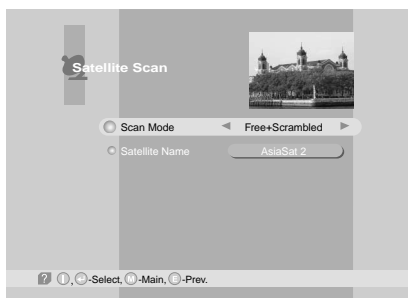 Satellite Scan
Scan Mode ◀ Free+Scrambled ▶
Satellite Name AsiaSat 2
? ,-Select, M-Main, E-Prev.